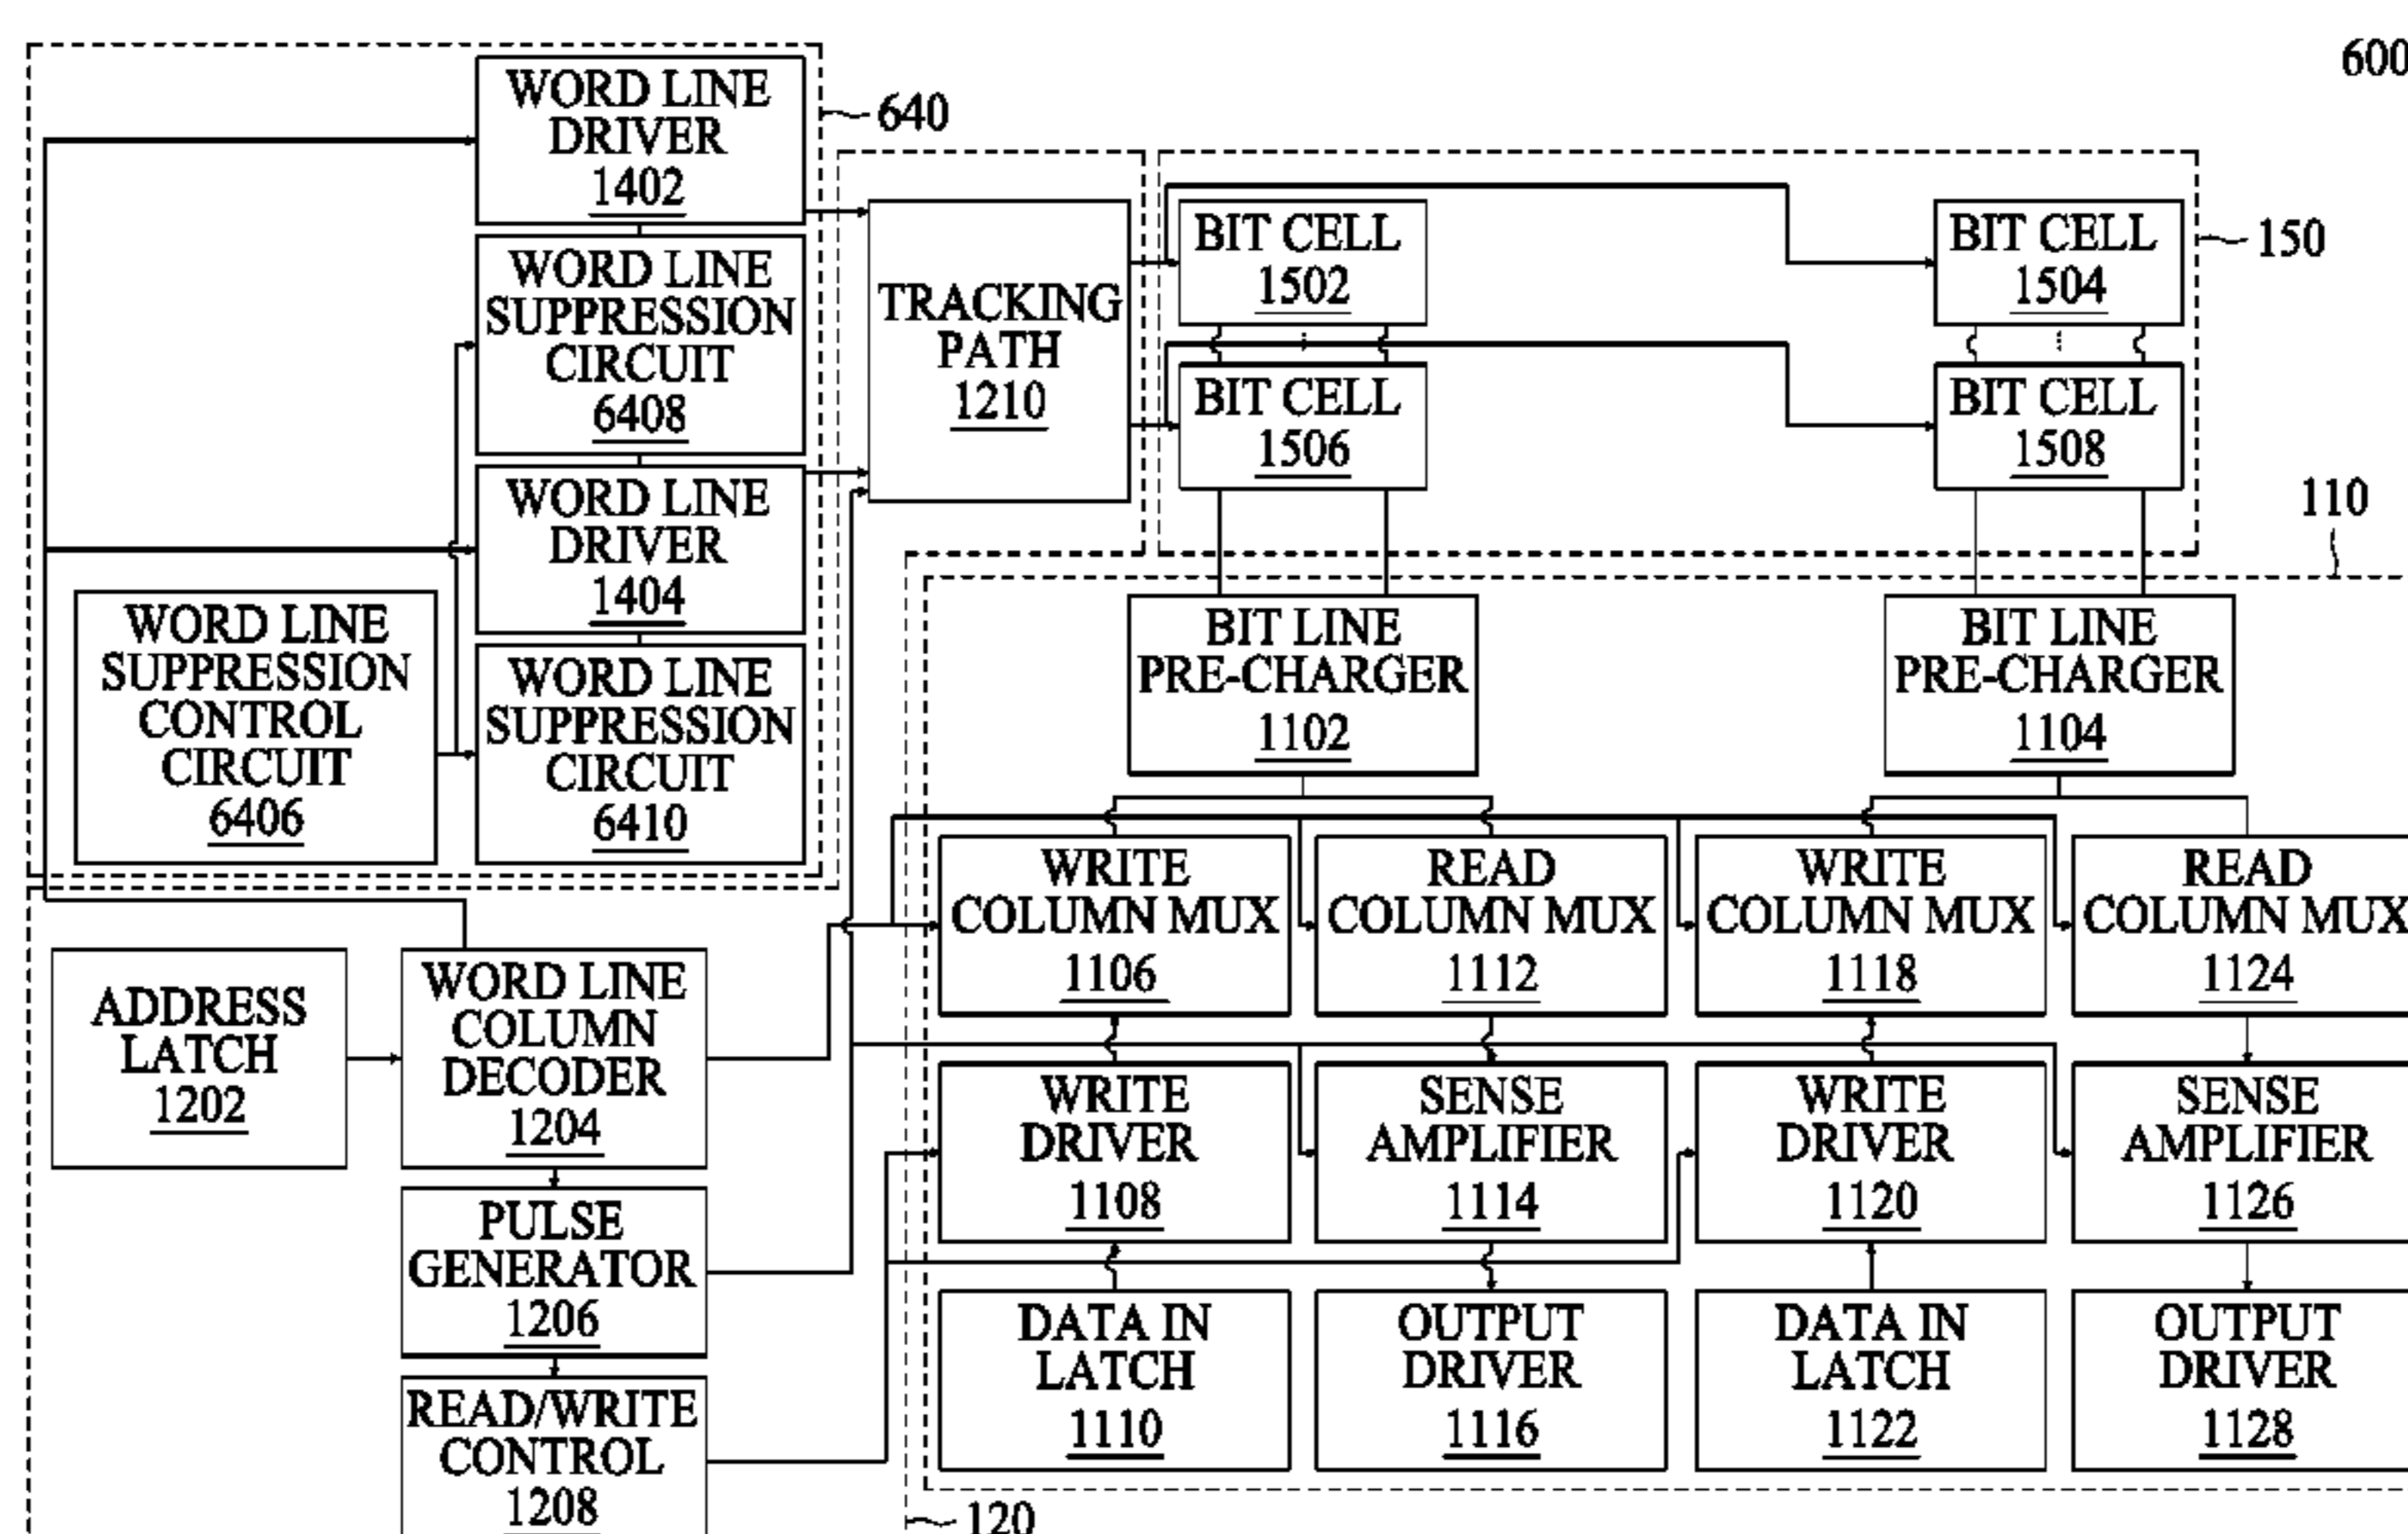 600
WORD LINE
DRIVER
1402
640
WORD LINE
SUPPRESSION
CIRCUIT
6408
WORD LINE
DRIVER
1404
WORD LINE
SUPPRESSION
CONTROL
CIRCUIT
6406
WORD LINE
SUPPRESSION
CIRCUIT
6410
TRACKING
PATH
1210
BIT CELL
1502
BIT CELL
1504
150
BIT CELL
1506
BIT CELL
1508
110
BIT LINE
PRE-CHARGER
1102
BIT LINE
PRE-CHARGER
1104
WRITE
COLUMN MUX
1106
READ
COLUMN MUX
1112
WRITE
COLUMN MUX
1118
READ
COLUMN MUX
1124
ADDRESS
LATCH
1202
WORD LINE
COLUMN
DECODER
1204
WRITE
DRIVER
1108
SENSE
AMPLIFIER
1114
WRITE
DRIVER
1120
SENSE
AMPLIFIER
1126
PULSE
GENERATOR
1206
DATA IN
LATCH
1110
OUTPUT
DRIVER
1116
DATA IN
LATCH
1122
OUTPUT
DRIVER
1128
READ/WRITE
CONTROL
1208
120